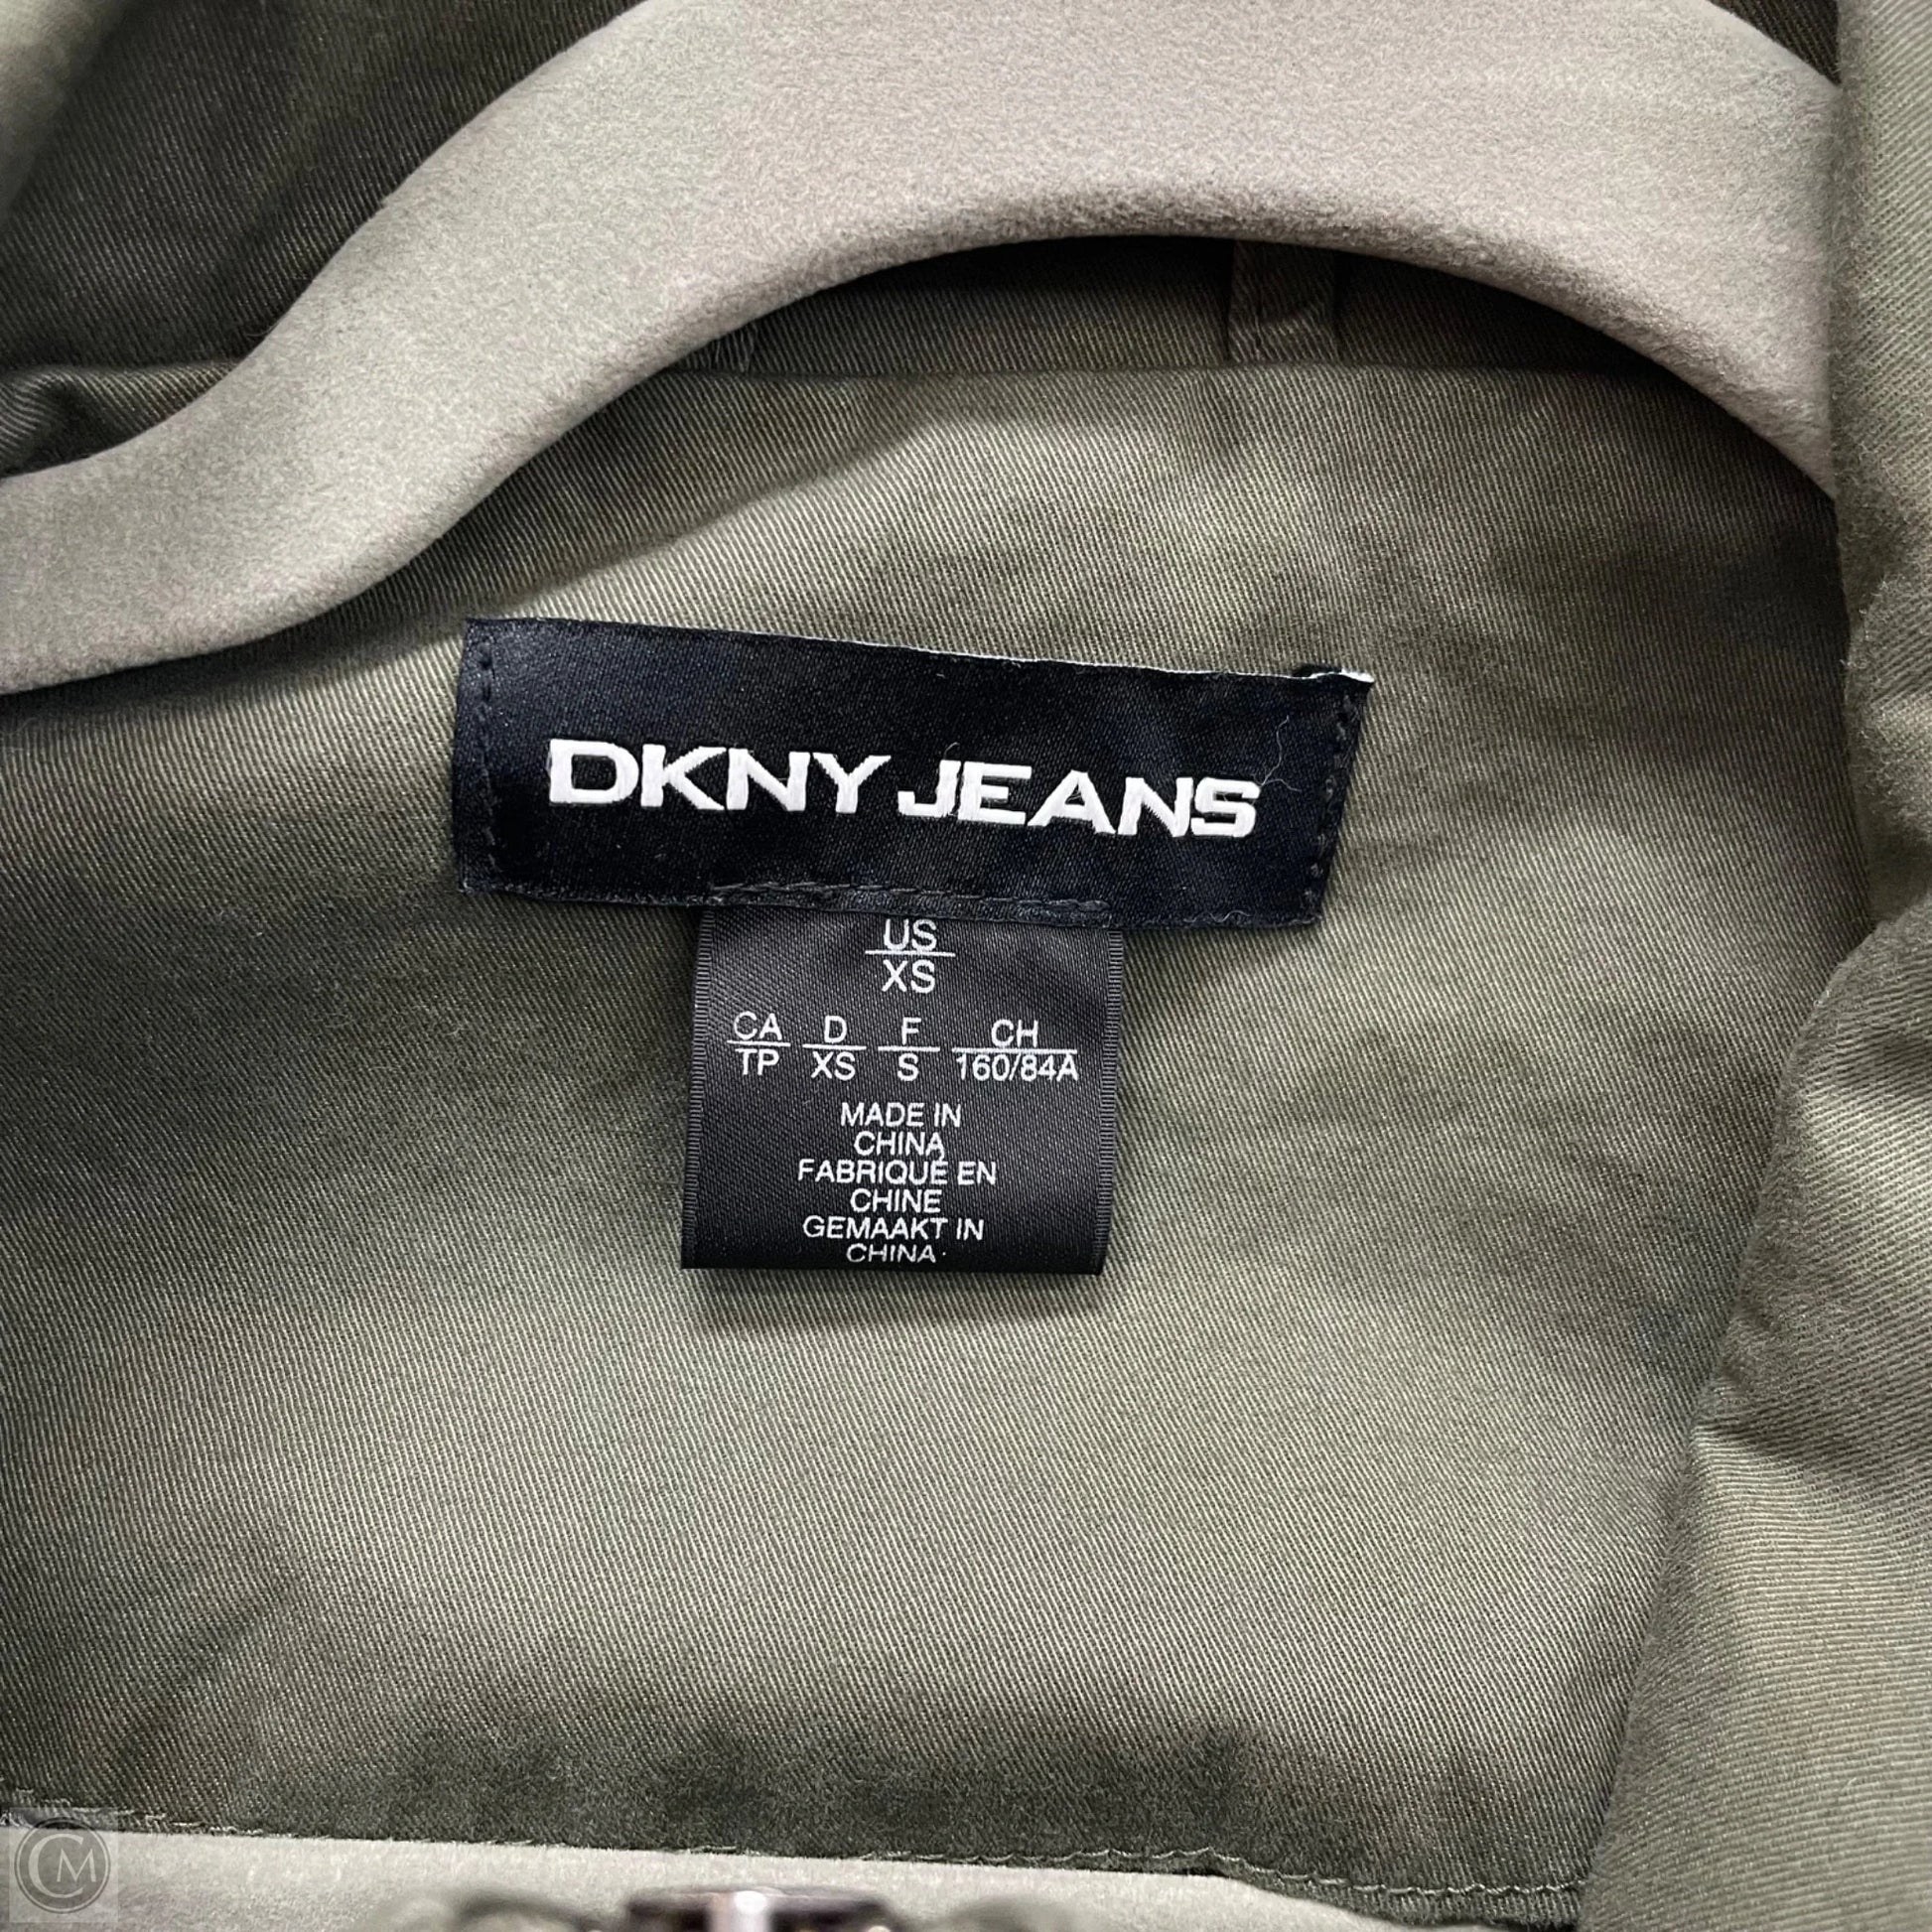 DKNY JEANS
US
XS
CA D F CH
TP XS S 160/84A
MADE IN
CHINA
FABRIQUÉ EN
CHINE
GEMAAKT IN
CHINA
CM